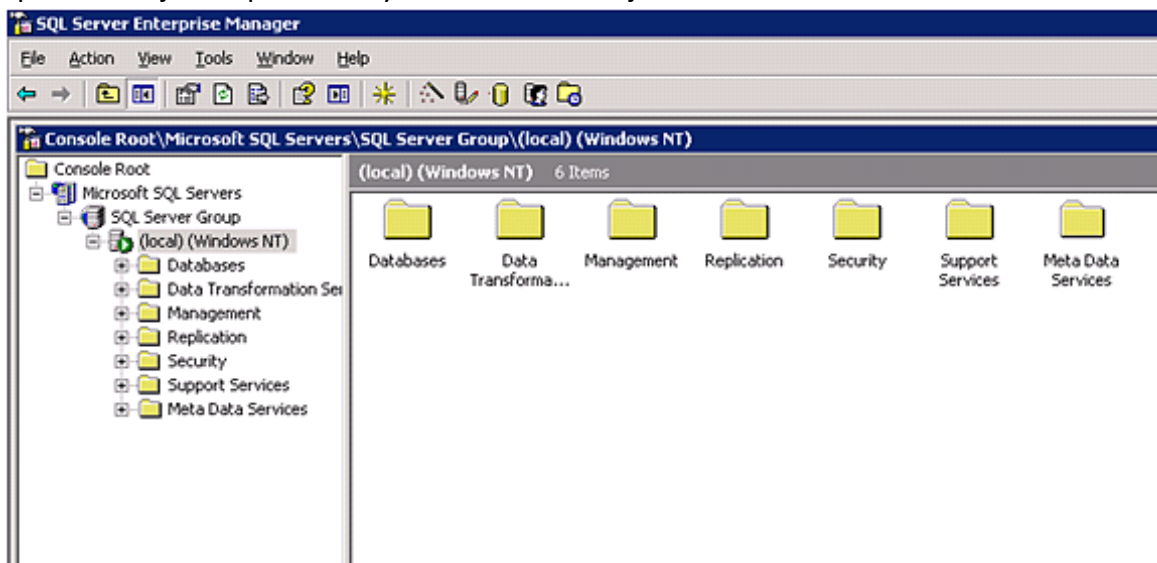 SQL Server Enterprise Manager
File Action View Tools Window Help
Console Root\Microsoft SQL Servers\SQL Server Group\(local) (Windows NT)
Console Root
Microsoft SQL Servers
SQL Server Group
(local) (Windows NT)
Databases
Data Transformation Ser
Management
Replication
Security
Support Services
Meta Data Services
(local) (Windows NT) 6 Items
Databases Data Transforma... Management Replication Security Support Services Meta Data Services